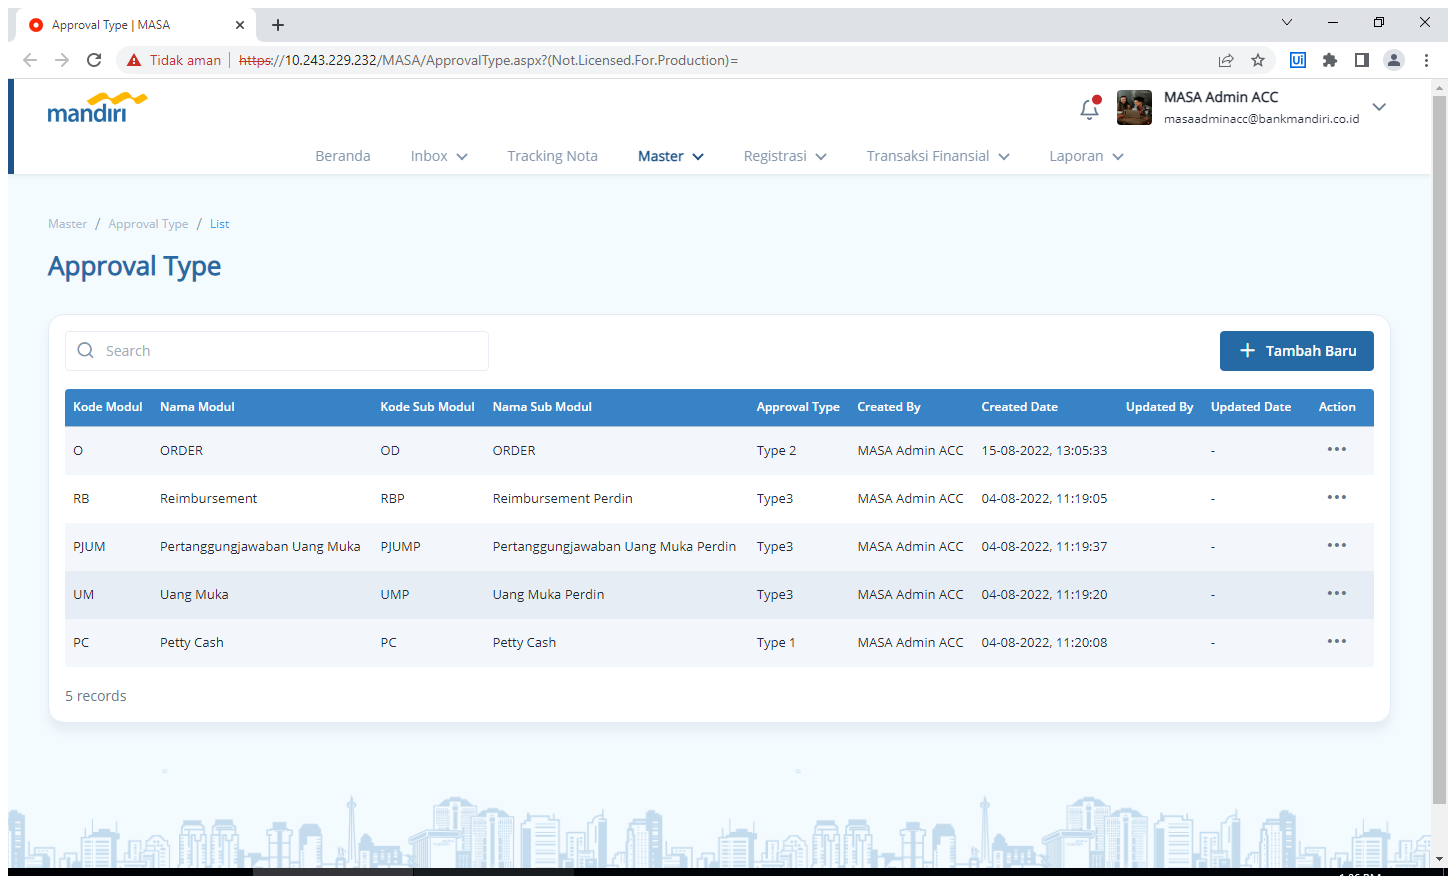 Approval Type | MASA
Tidak aman
https://10.243.229.232/MASA/ApprovalType.aspx?(Not.Licensed.For.Production)=
Ui
mandiri
MASA Admin ACC
masaadminacc@bankmandiri.co.id
Beranda Inbox Tracking Nota Master Registrasi Transaksi Finansial Laporan
Master / Approval Type / List
Approval Type
Search
+ Tambah Baru
Kode Modul Nama Modul Kode Sub Modul Nama Sub Modul Approval Type Created By Created Date Updated By Updated Date Action
O ORDER OD ORDER Type 2 MASA Admin ACC 15-08-2022, 13:05:33 - •••
RB Reimbursement RBP Reimbursement Perdin Type3 MASA Admin ACC 04-08-2022, 11:19:05 - •••
PJUM Pertanggungjawaban Uang Muka PJUMP Pertanggungjawaban Uang Muka Perdin Type3 MASA Admin ACC 04-08-2022, 11:19:37 - •••
UM Uang Muka UMP Uang Muka Perdin Type3 MASA Admin ACC 04-08-2022, 11:19:20 - •••
PC Petty Cash PC Petty Cash Type 1 MASA Admin ACC 04-08-2022, 11:20:08 - •••
5 records